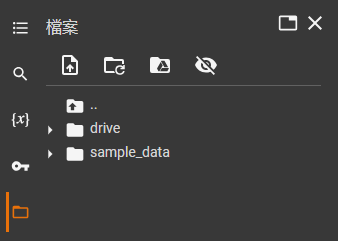 檔案
..
{x}
drive
sample_data